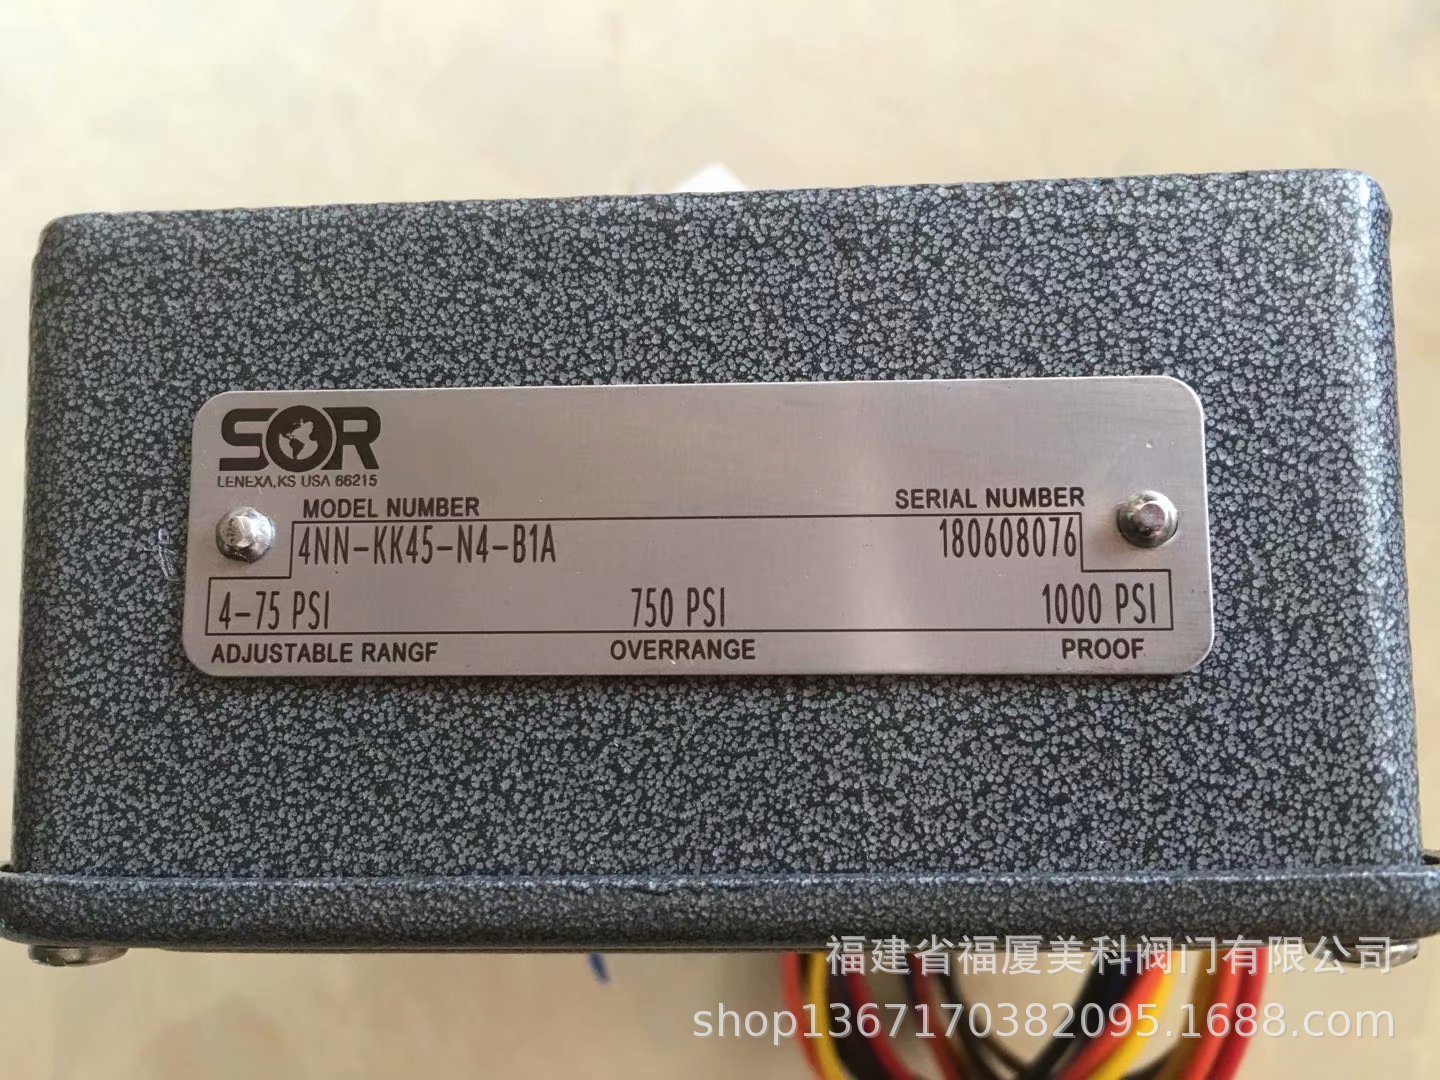 SOR
LENEXA, KS USA 66215
MODEL NUMBER SERIAL NUMBER
4NN-KK45-N4-B1A 180608076
4-75 PSI 750 PSI 1000 PSI
ADJUSTABLE RANGF OVERRANGE PROOF
福建省福厦美科阀门有限公司
shop1367170382095.1688.com